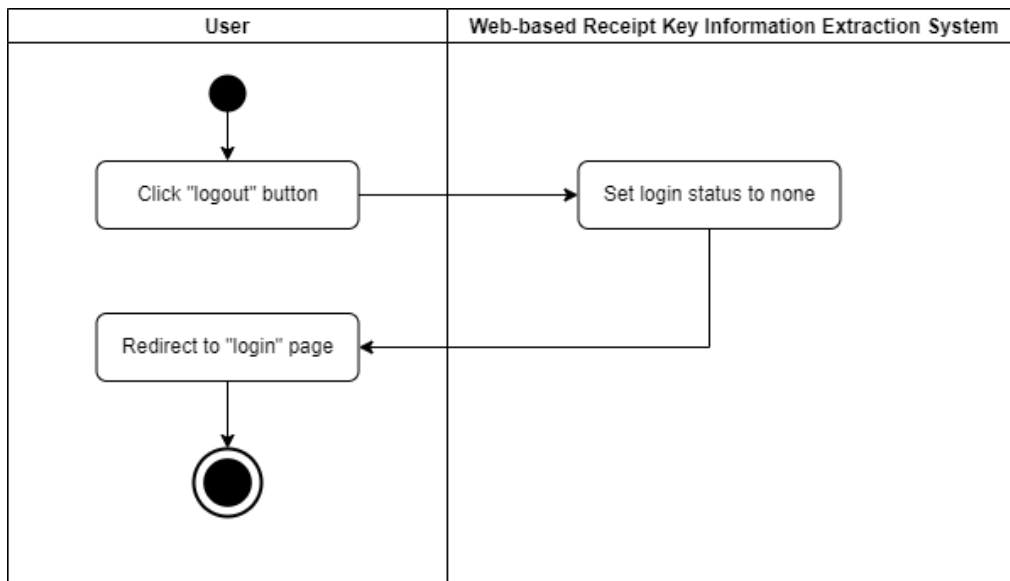 User
Web-based Receipt Key Information Extraction System
Click "logout" button
Set login status to none
Redirect to "login" page